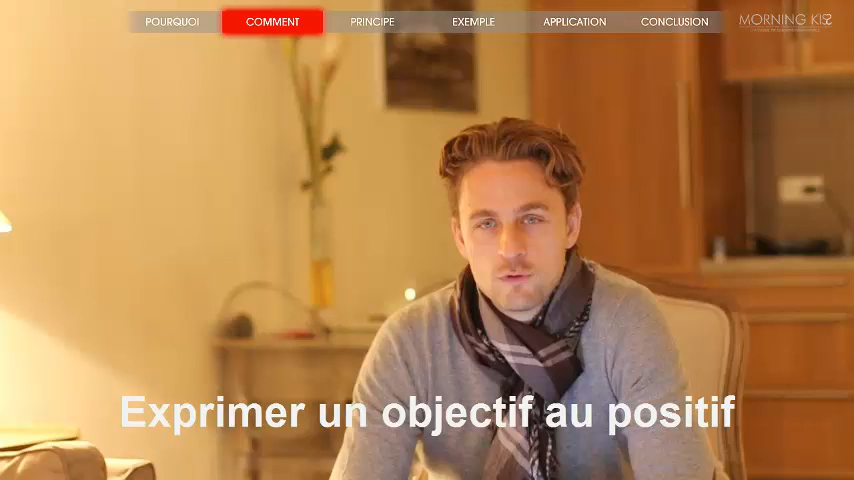 POURQUOI COMMENT PRINCIPE EXEMPLE APPLICATION CONCLUSION
MORNING KISS
Exprimer un objectif au positif